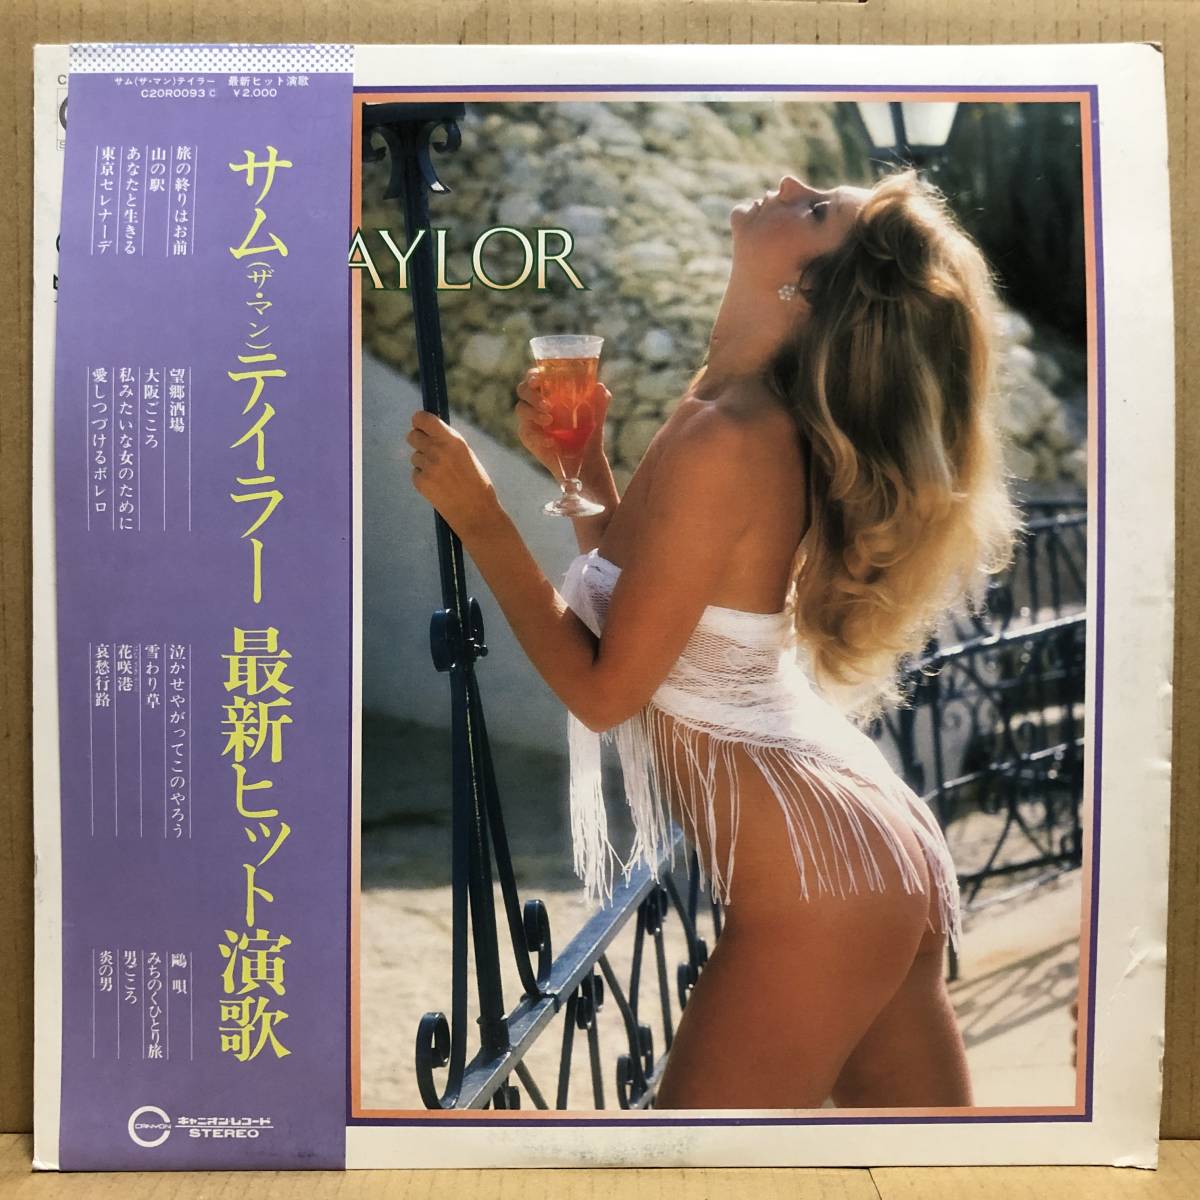 サム(ザ・マン)テイラー 最新ヒット演歌
C20R0093 C ¥2,000
サム(ザ・マン)テイラー 最新ヒット演歌
旅の終りはお前
山の駅
あなたと生きる
東京セレナーデ
望郷酒場
大阪ごころ
私みたいな女のために
愛しつづけるボレロ
泣かせやがってこのやろう
雪わり草
花咲港
哀愁行路
鷗唄
みちのくひとり旅
男ごころ
炎の男
CANYON キャニオン・レコード
STEREO
AYLOR